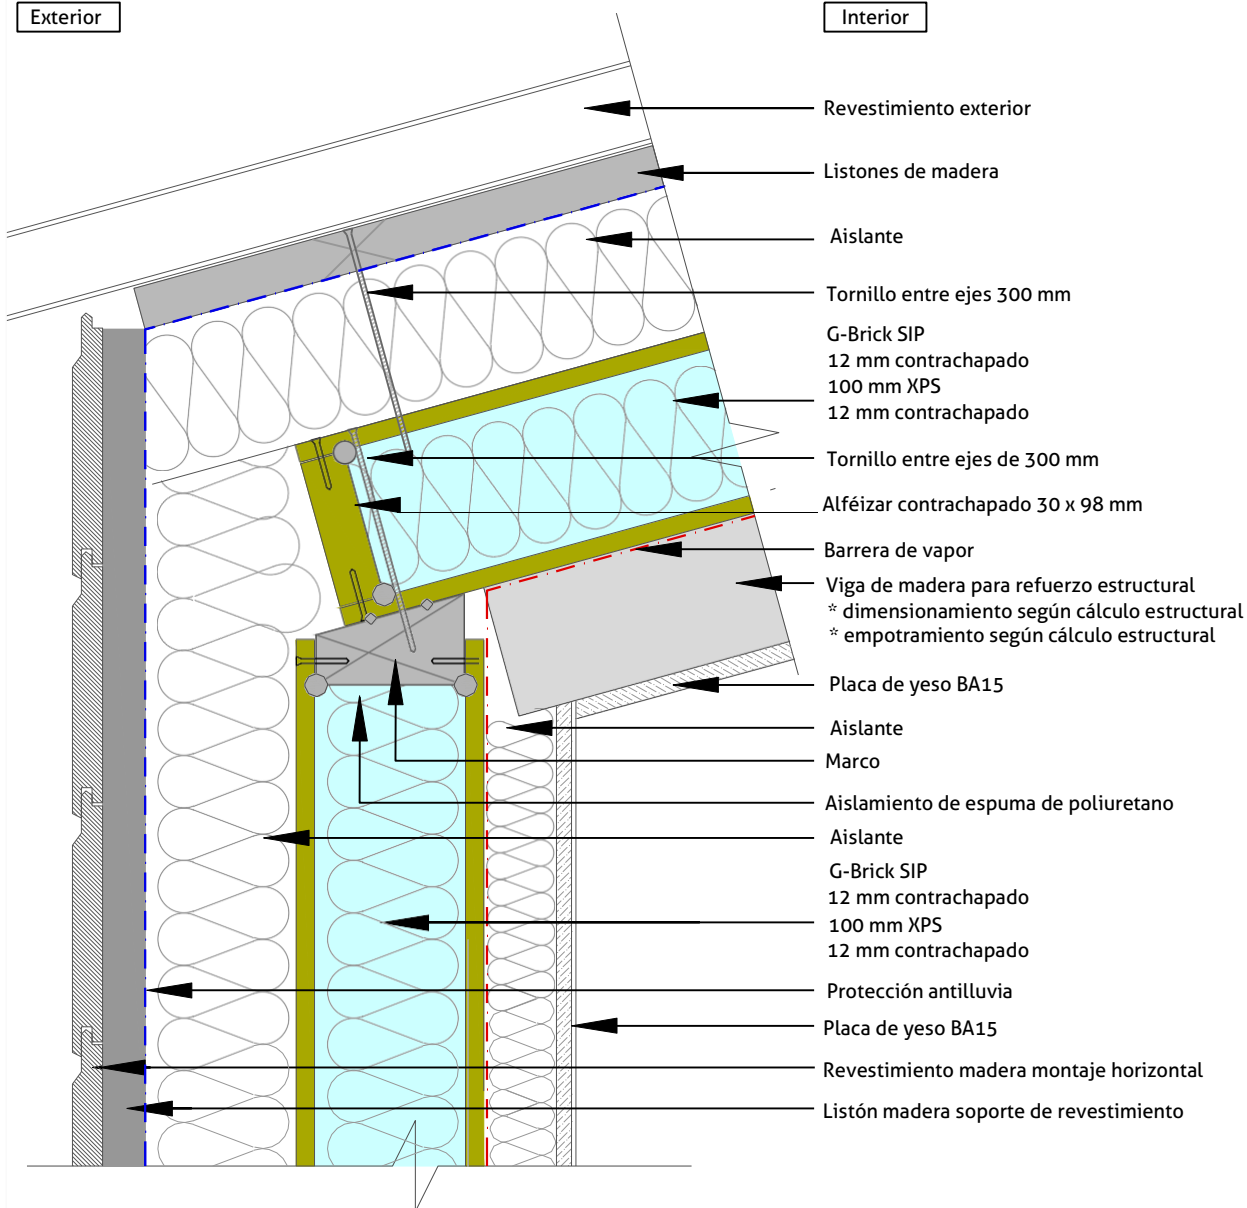 Exterior
Interior
Revestimiento exterior
Listones de madera
Aislante
Tornillo entre ejes 300 mm
G-Brick SIP
12 mm contrachapado
100 mm XPS
12 mm contrachapado
Tornillo entre ejes de 300 mm
Alféizar contrachapado 30 x 98 mm
Barrera de vapor
Viga de madera para refuerzo estructural
* dimensionamiento según cálculo estructural
* empotramiento según cálculo estructural
Placa de yeso BA15
Aislante
Marco
Aislamiento de espuma de poliuretano
Aislante
G-Brick SIP
12 mm contrachapado
100 mm XPS
12 mm contrachapado
Protección antilluvia
Placa de yeso BA15
Revestimiento madera montaje horizontal
Listón madera soporte de revestimiento